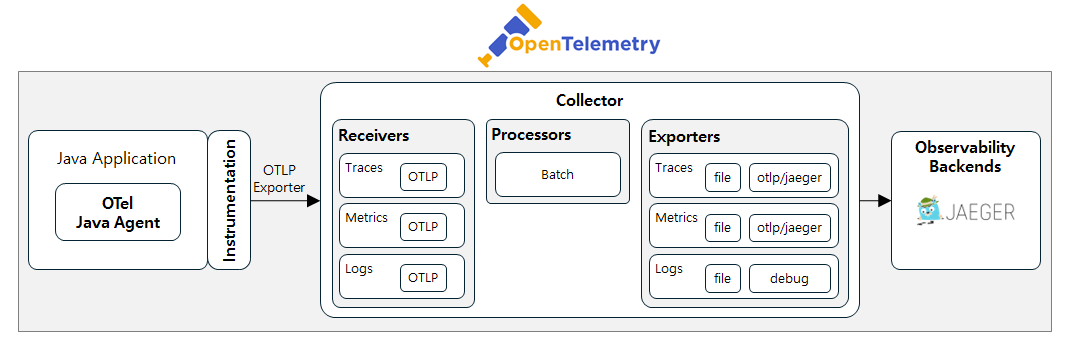 OpenTelemetry
Java Application
OTel
Java Agent
Instrumentation
OTLP
Exporter
Collector
Receivers
Traces
OTLP
Metrics
OTLP
Logs
OTLP
Processors
Batch
Exporters
Traces
file
otlp/jaeger
Metrics
file
otlp/jaeger
Logs
file
debug
Observability
Backends
JAEGER